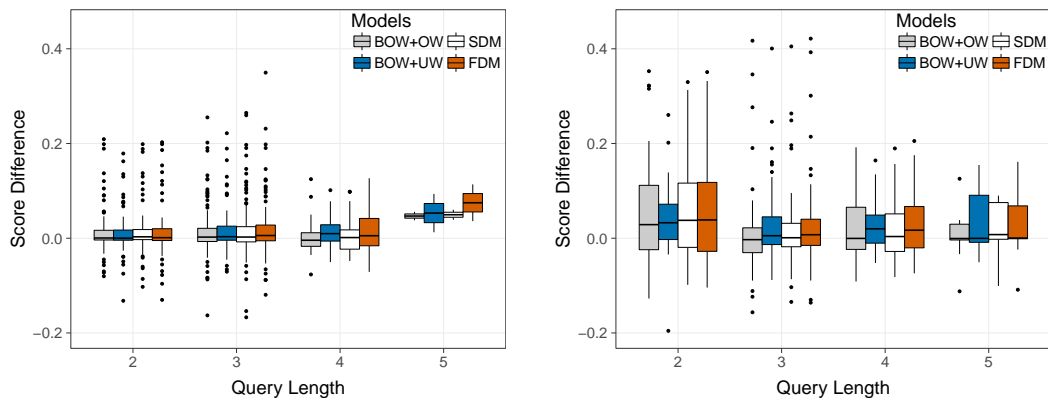 Models
BOW+OW SDM
BOW+UW FDM
0.4
0.2
0.0
−0.2
Score Difference
2 3 4 5
Query Length
Models
BOW+OW SDM
BOW+UW FDM
0.4
0.2
0.0
−0.2
Score Difference
2 3 4 5
Query Length